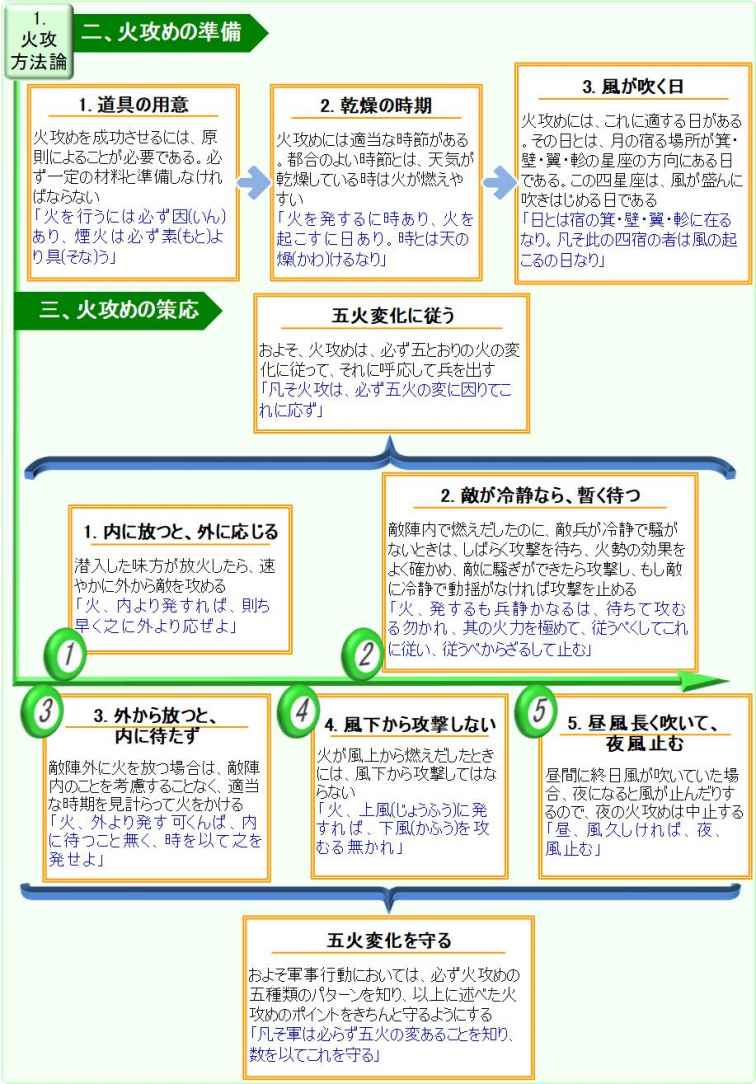 1.
火攻
方法論
二、火攻めの準備
1. 道具の用意
火攻めを成功させるには、原
則によることが必要である。必
ず一定の材料と準備しなけれ
ばならない
「火を行うには必ず因(いん)
あり、煙火は必ず素(もと)よ
り具(そな)う」
2. 乾燥の時期
火攻めには適当な時節がある
。都合のよい時節とは、天気が
乾燥している時は火が燃えや
すい
「火を発するに時あり、火を
起こすに日あり。時とは天の
燥(かわ)けるなり」
3. 風が吹く日
火攻めには、これに適する日がある
。その日とは、月の宿る場所が箕・
壁・翼・軫の星座の方向にある日
である。この四星座は、風が盛んに
吹きはじめる日である
「日とは宿の箕・壁・翼・軫に在る
なり。凡そ此の四宿の者は風の起
こるの日なり」
三、火攻めの策応
五火変化に従う
およそ、火攻めは、必ず五とおりの火の変
化に従って、それに呼応して兵を出す
「凡そ火攻は、必ず五火の変に因りてこ
れに応ず」
1. 内に放つと、外に応じる
潜入した味方が放火したら、速
やかに外から敵を攻める
「火、内より発すれば、則ち
早く之に外より応ぜよ」
1
2. 敵が冷静なら、暫く待つ
敵陣内で燃えだしたのに、敵兵が冷静で騒が
ないときは、しばらく攻撃を待ち、火勢の効果を
よく確かめ、敵に騒ぎができたら攻撃し、もし敵
に冷静で動揺がなければ攻撃を止める
「火、発するも兵静かなるは、待ちて攻む
る勿かれ、其の火力を極めて、従うべくしてこれ
に従い、従うべからざるして止む」
2
3
3. 外から放つと、
内に待たず
敵陣外に火を放つ場合は、敵陣
内のことを考慮することなく、適当
な時期を見計らって火をかける
「火、外より発す可くんば、内
に待つこと無く、時を以て之を
発せよ」
4
4. 風下から攻撃しない
火が風上から燃えだしたとき
には、風下から攻撃してはな
らない
「火、上風(じょうふう)に発
すれば、下風(かふう)を攻
むる無かれ」
5
5. 昼風長く吹いて、
夜風止む
昼間に終日風が吹いていた場
合、夜になると風が止んだりす
るので、夜の火攻めは中止する
「昼、風久しければ、夜、
風止む」
五火変化を守る
およそ軍事行動においては、必ず火攻めの
五種類のパターンを知り、以上に述べた火
攻めのポイントをきちんと守るようにする
「凡そ軍は必らず五火の変あることを知り、
数を以てこれを守る」